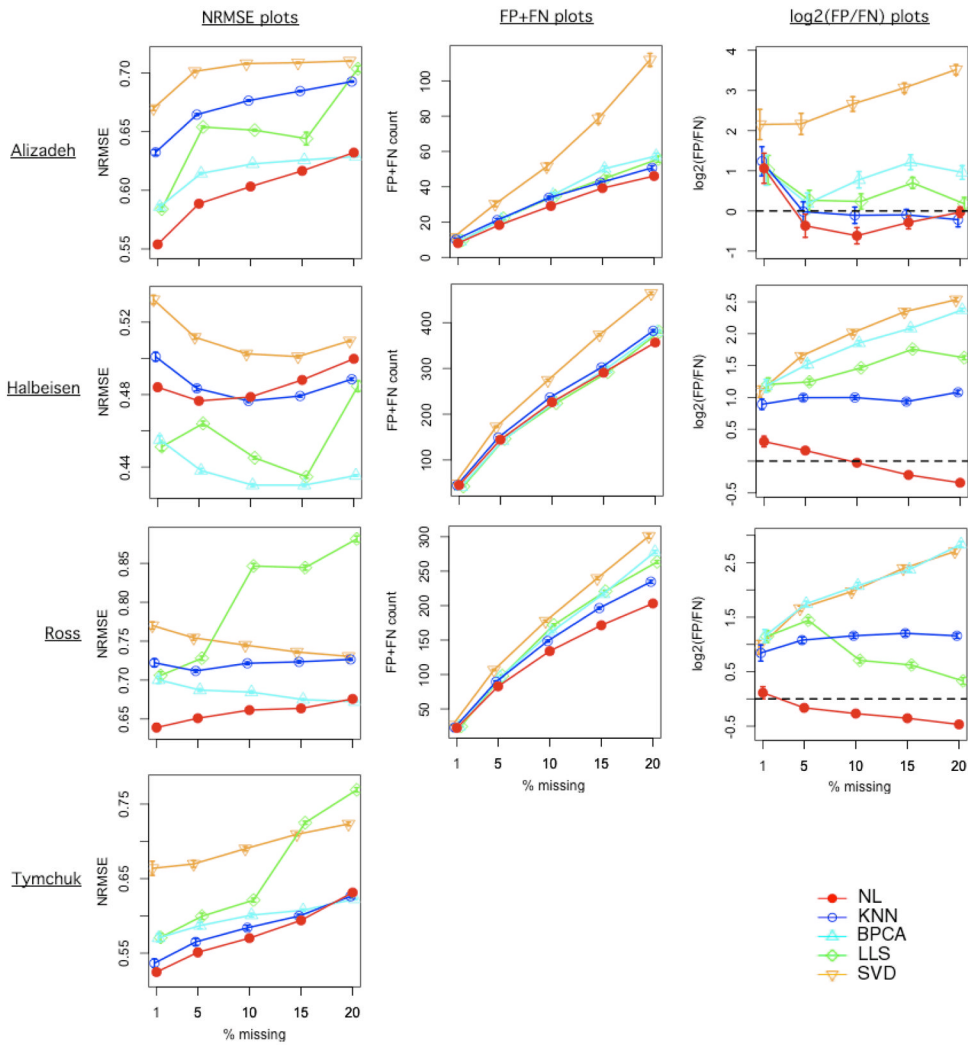 NRMSE plots FP+FN plots log2(FP/FN) plots
Alizadeh
NRMSE
0.55 0.60 0.65 0.70
FP+FN count
0 20 40 60 80 100
log2(FP/FN)
-1 0 1 2 3 4
Halbeisen
NRMSE
0.44 0.48 0.52
FP+FN count
100 200 300 400
log2(FP/FN)
-0.5 0.5 1.0 1.5 2.0 2.5
Ross
NRMSE
0.65 0.70 0.75 0.80 0.85
FP+FN count
50 100 150 200 250 300
log2(FP/FN)
-0.5 0.5 1.5 2.5
1 5 10 15 20
% missing
1 5 10 15 20
% missing
Tymchuk
NRMSE
0.55 0.65 0.75
1 5 10 15 20
% missing
NL
KNN
BPCA
LLS
SVD